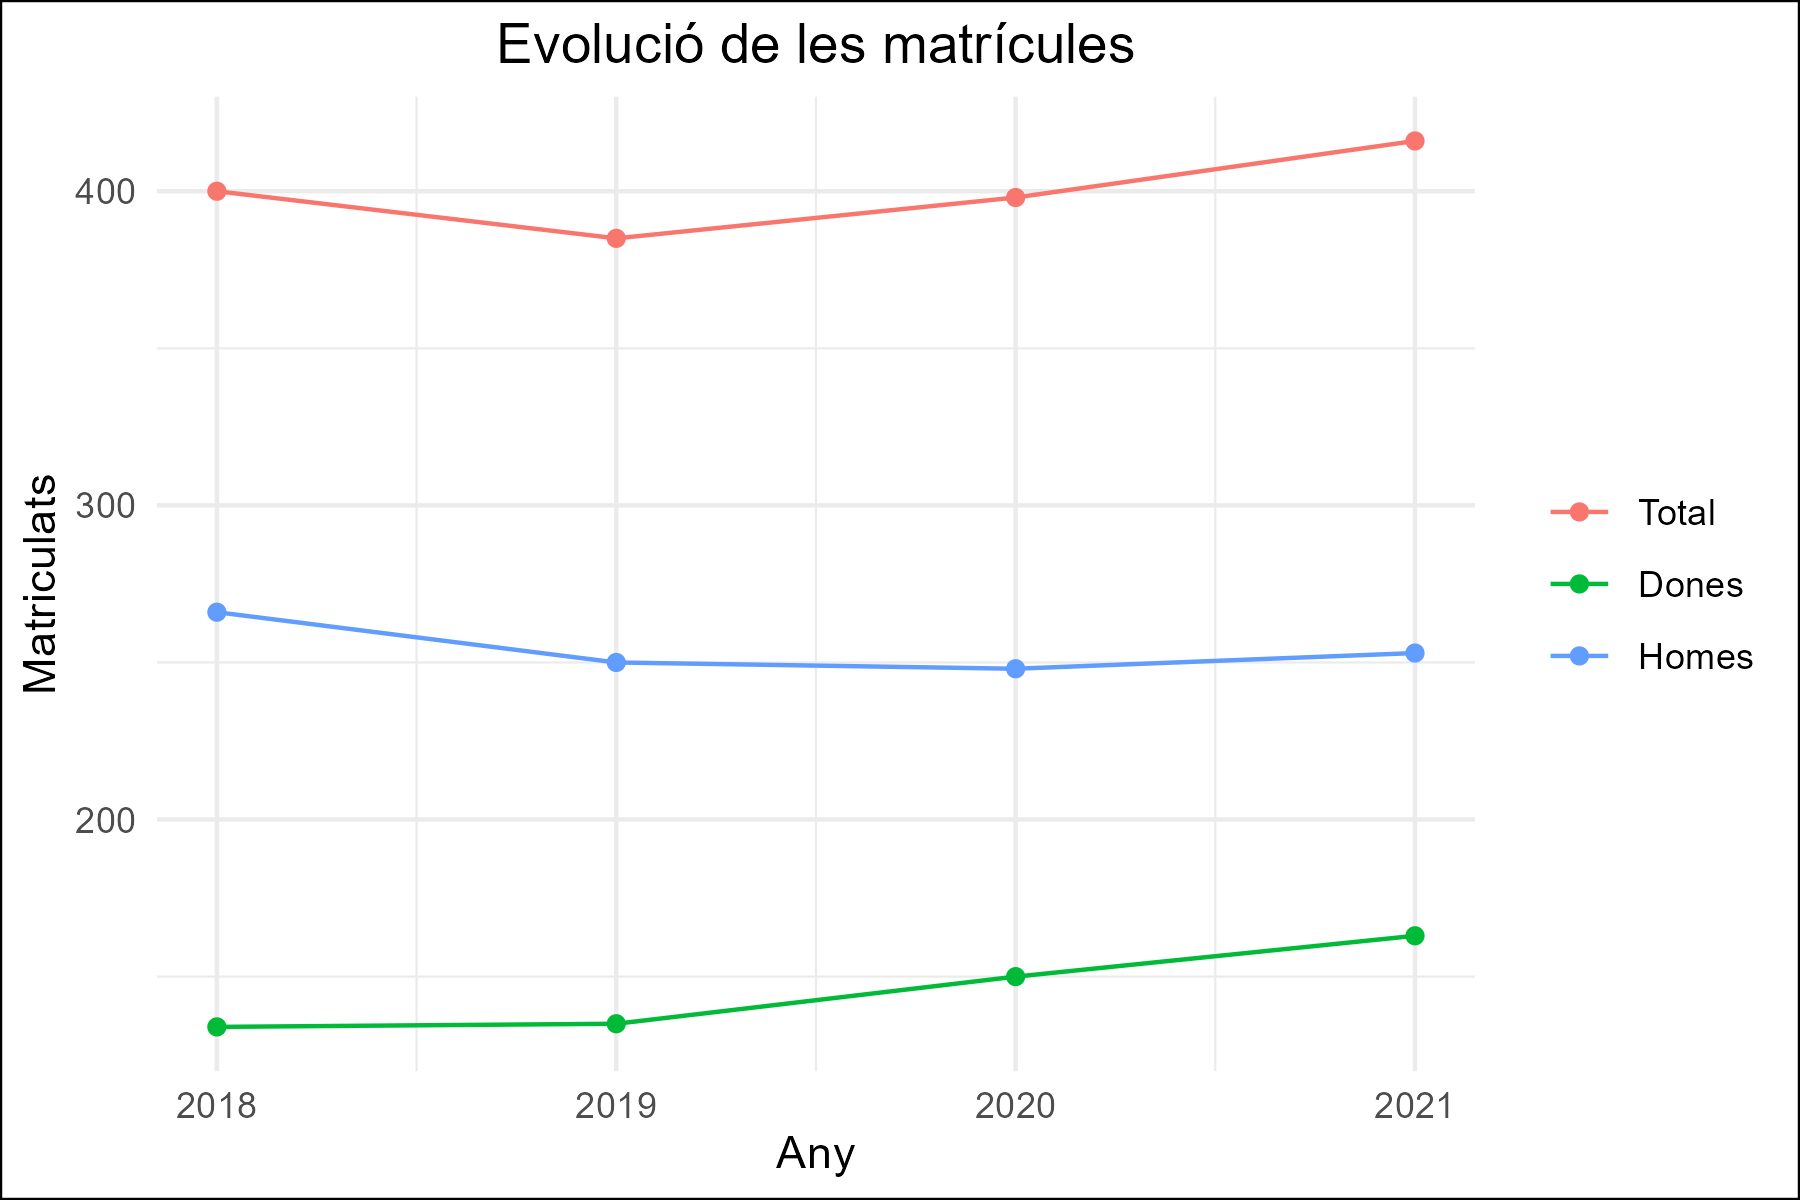 Evolució de les matrícules
Matriculats
400
300
200
2018 2019 2020 2021
Any
Total
Dones
Homes